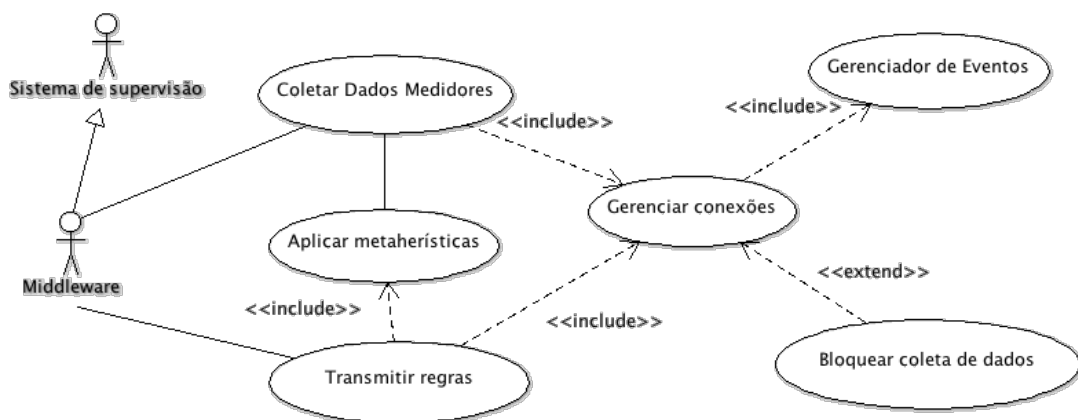 Sistema de supervisão
Coletar Dados Medidores
Gerenciador de Eventos
<<include>>
<<include>>
Gerenciar conexões
Aplicar metaherísticas
Middleware
<<extend>>
<<include>>
<<include>>
Transmitir regras
Bloquear coleta de dados